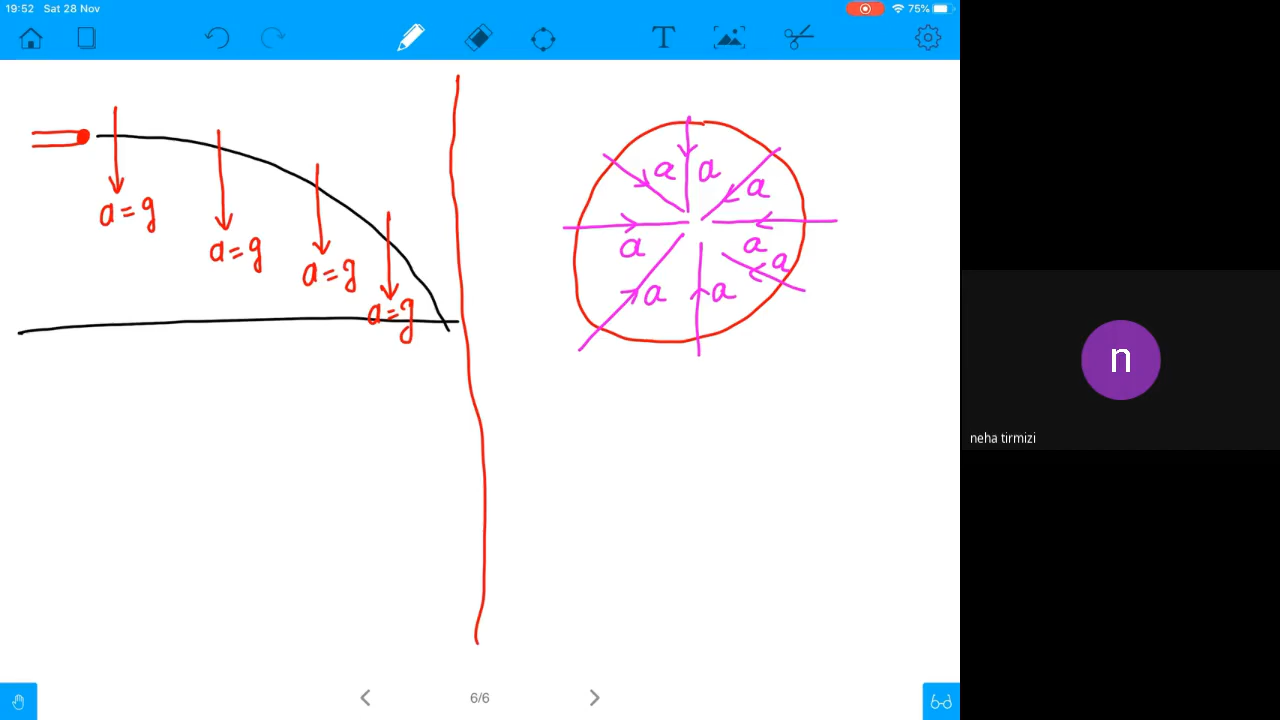 19:52 Sat 28 Nov
75%
T
a = g
a = g
a = g
a = g
a
a
a
a
a
a
a
a
6/6
n
neha tirmizi